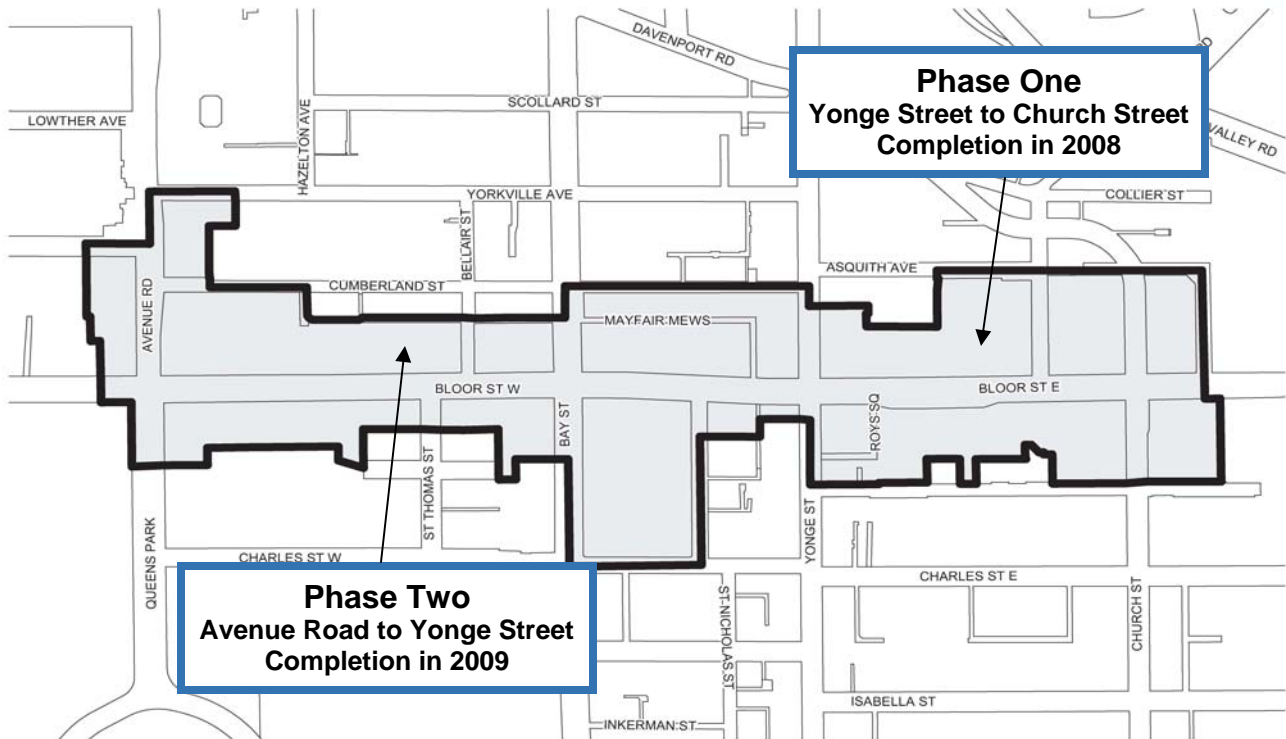 DAVENPORT RD
RD
SCOLLARD ST
LOWTHER AVE
HAZELTON AVE
Phase One
Yonge Street to Church Street
Completion in 2008
VALLEY RD
YORKVILLE AVE
COLLIER ST
BELLAIR ST
ASQUITH AVE
CUMBERLAND ST
AVENUE RD
MAYFAIR MEWS
BLOOR ST W
BLOOR ST E
BAY ST
ROYS SQ
ST THOMAS ST
YONGE ST
QUEENS PARK
CHARLES ST W
CHARLES ST E
Phase Two
Avenue Road to Yonge Street
Completion in 2009
ST NICHOLAS ST
CHURCH ST
ISABELLA ST
INKERMAN ST